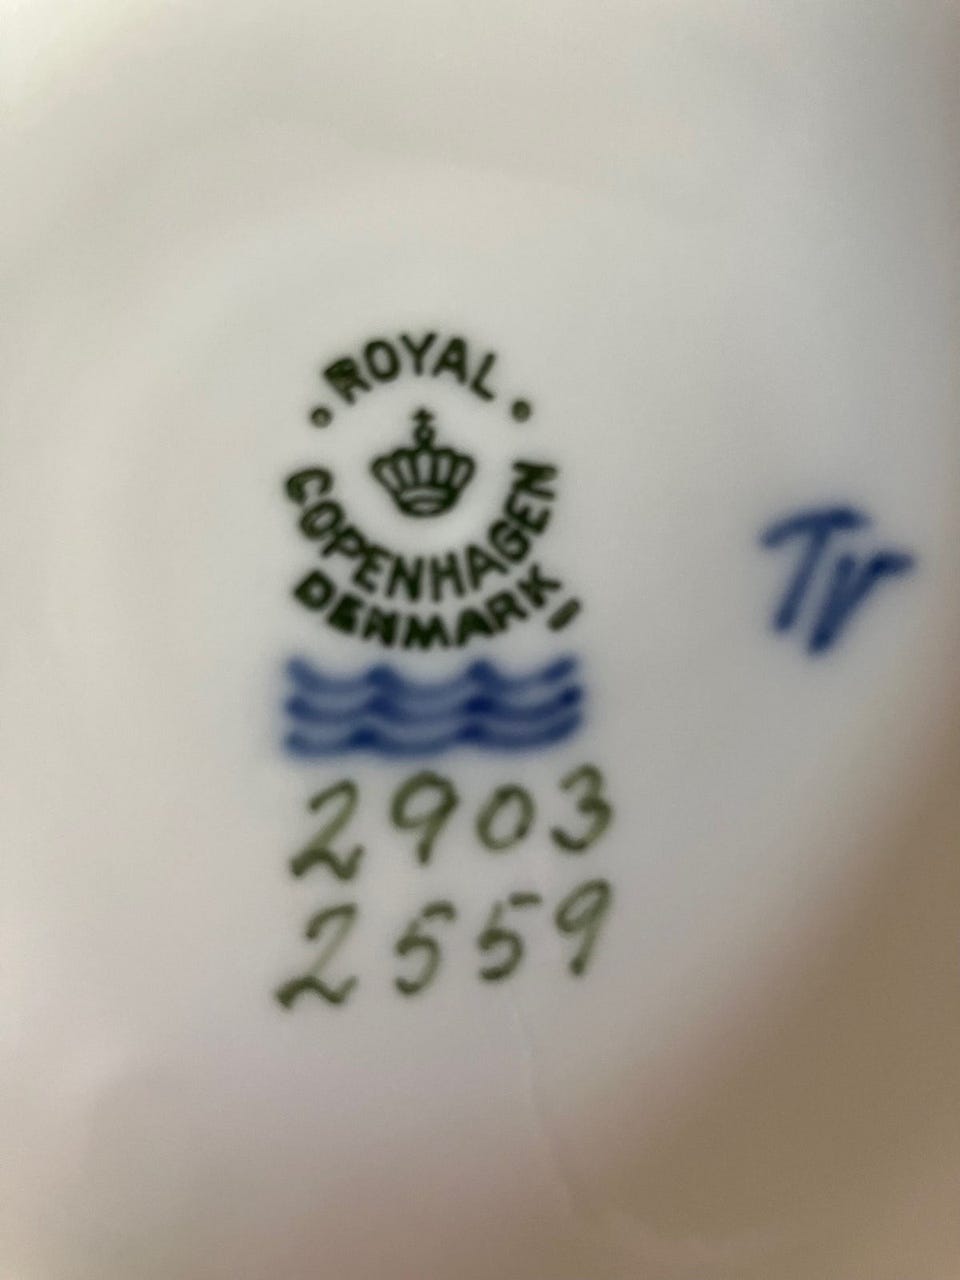 • ROYAL •
COPENHAGEN
DENMARK
2903
2559
TV